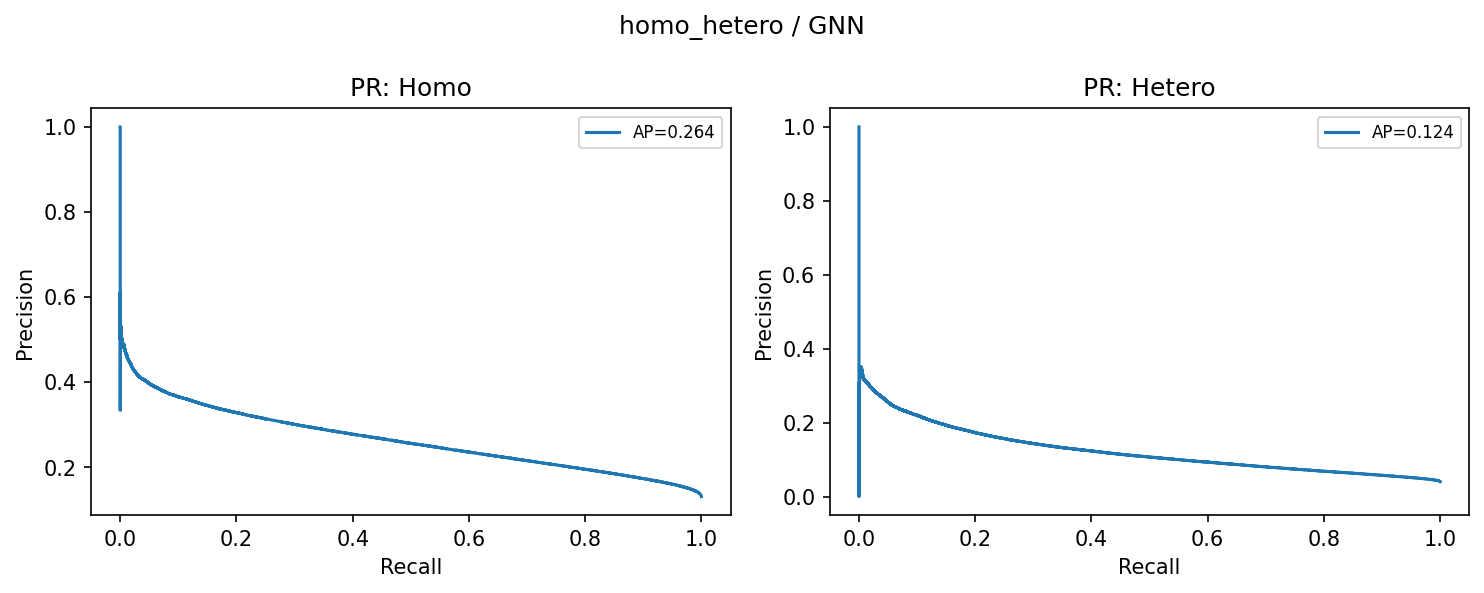 homo_hetero / GNN
PR: Homo
AP=0.264
1.0
0.8
0.6
0.4
0.2
Precision
0.0 0.2 0.4 0.6 0.8 1.0
Recall
PR: Hetero
AP=0.124
1.0
0.8
0.6
0.4
0.2
0.0
Precision
0.0 0.2 0.4 0.6 0.8 1.0
Recall